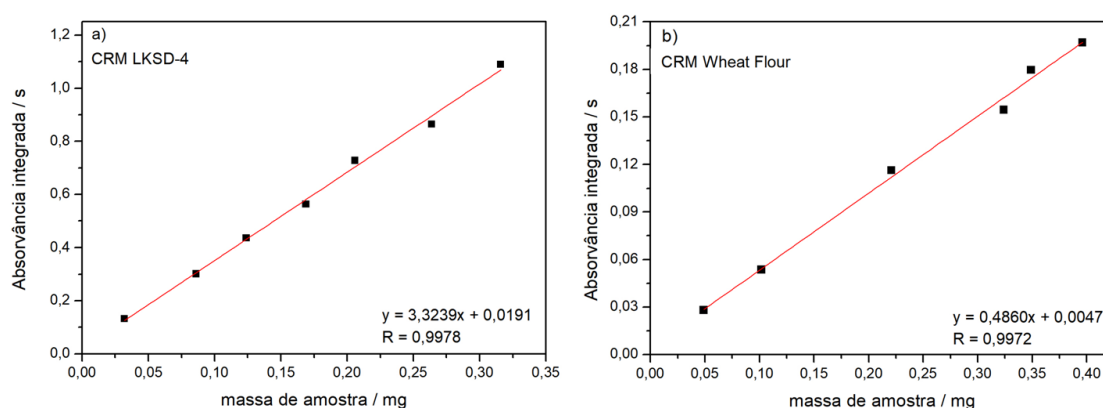 a)
CRM LKSD-4
Absorvância integrada / s
1,2
1,0
0,8
0,6
0,4
0,2
0,0
y = 3,3239x + 0,0191
R = 0,9978
0,00 0,05 0,10 0,15 0,20 0,25 0,30 0,35
massa de amostra / mg
b)
CRM Wheat Flour
Absorvância integrada / s
0,21
0,18
0,15
0,12
0,09
0,06
0,03
0,00
y = 0,4860x + 0,0047
R = 0,9972
0,00 0,05 0,10 0,15 0,20 0,25 0,30 0,35 0,40
massa de amostra / mg